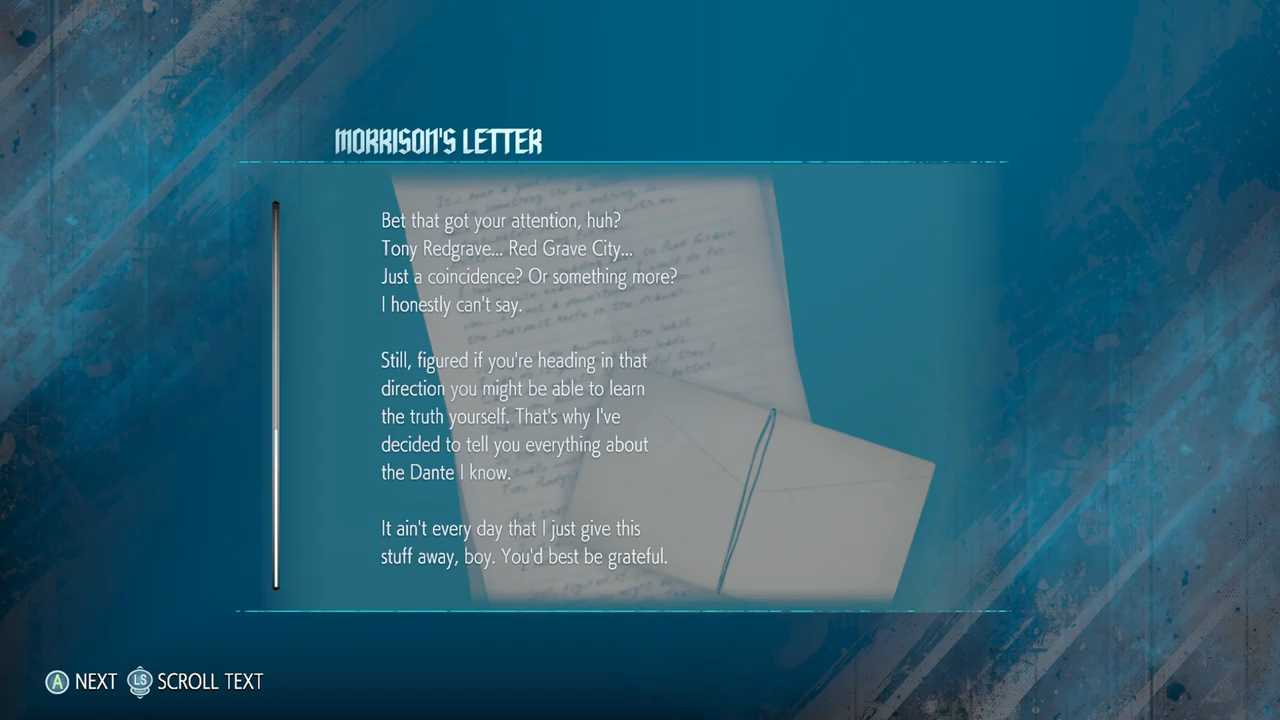 MORRISON'S LETTER
Bet that got your attention, huh?
Tony Redgrave... Red Grave City...
Just a coincidence? Or something more?
I honestly can't say.
Still, figured if you're heading in that
direction you might be able to learn
the truth yourself. That's why I've
decided to tell you everything about
the Dante I know.
It ain't every day that I just give this
stuff away, boy. You'd best be grateful.
A NEXT LS SCROLL TEXT